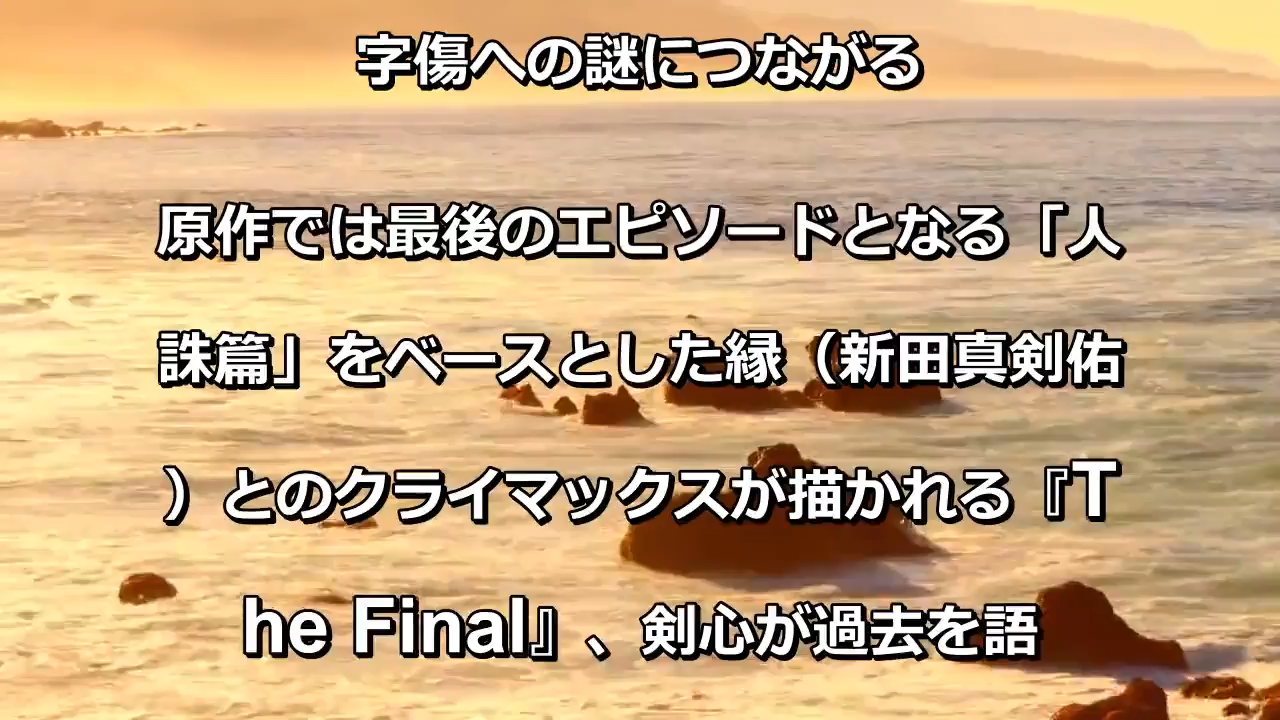 字傷への謎につながる
原作では最後のエピソードとなる「人
誅篇」をベースとした縁（新田真剣佑
）とのクライマックスが描かれる『T
he Final』、剣心が過去を語